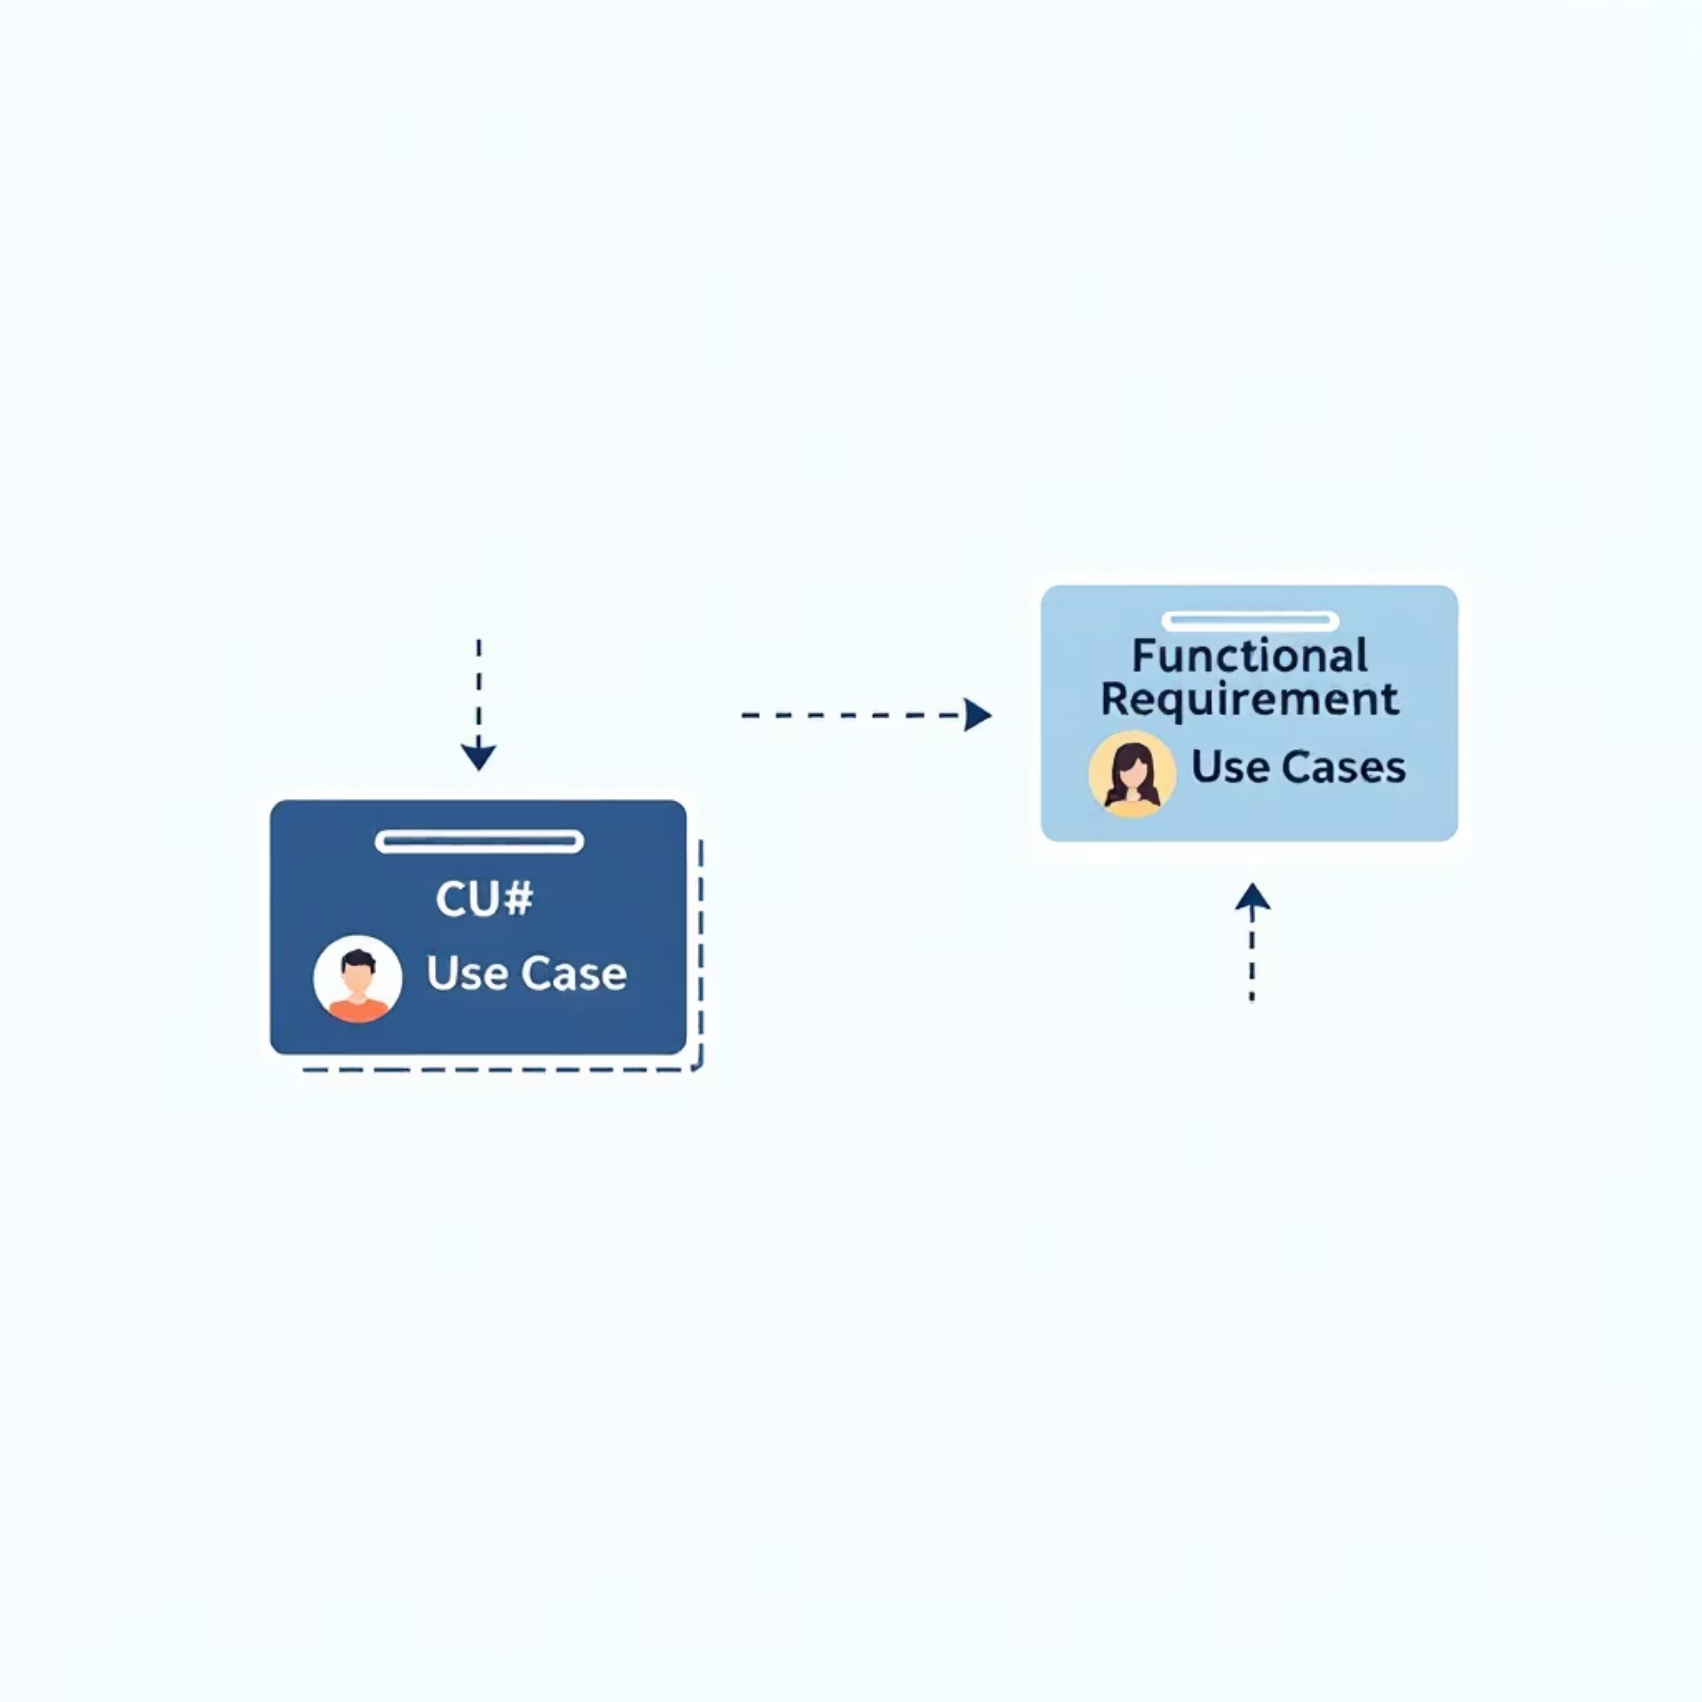 CU#
Use Case
Functional
Requirement
Use Cases